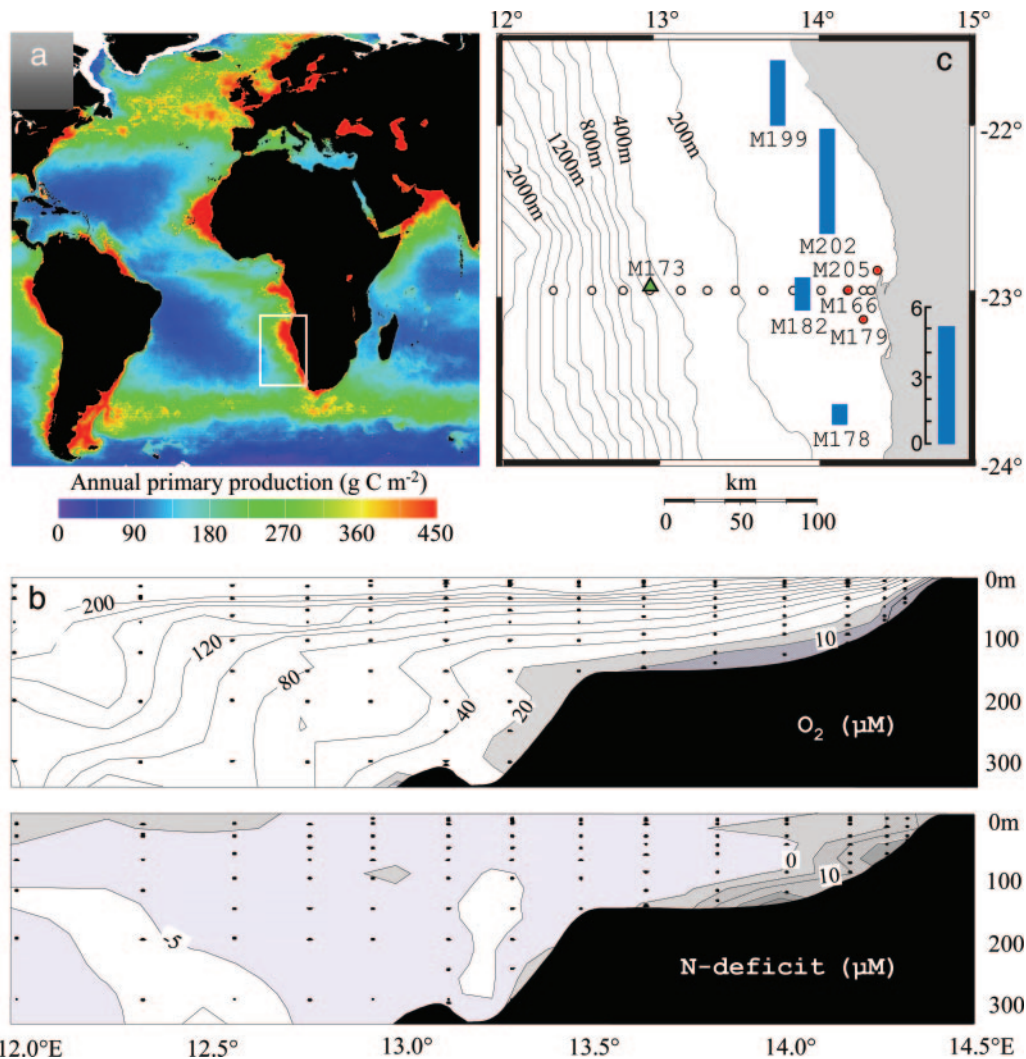 a
Annual primary production (g C m⁻²)
0 90 180 270 360 450
12° 13° 14° 15°
c
-22°
-23°
-24°
2000m
1200m
800m
400m
200m
M199
M202
M173
M205
M166
M182
M179
M178
6
3
0
km
0 50 100
b
200
120
80
40
20
10
O₂ (µM)
0m
100
200
300
-5
0
10
N-deficit (µM)
0m
100
200
300
12.0°E 12.5° 13.0° 13.5° 14.0° 14.5°E